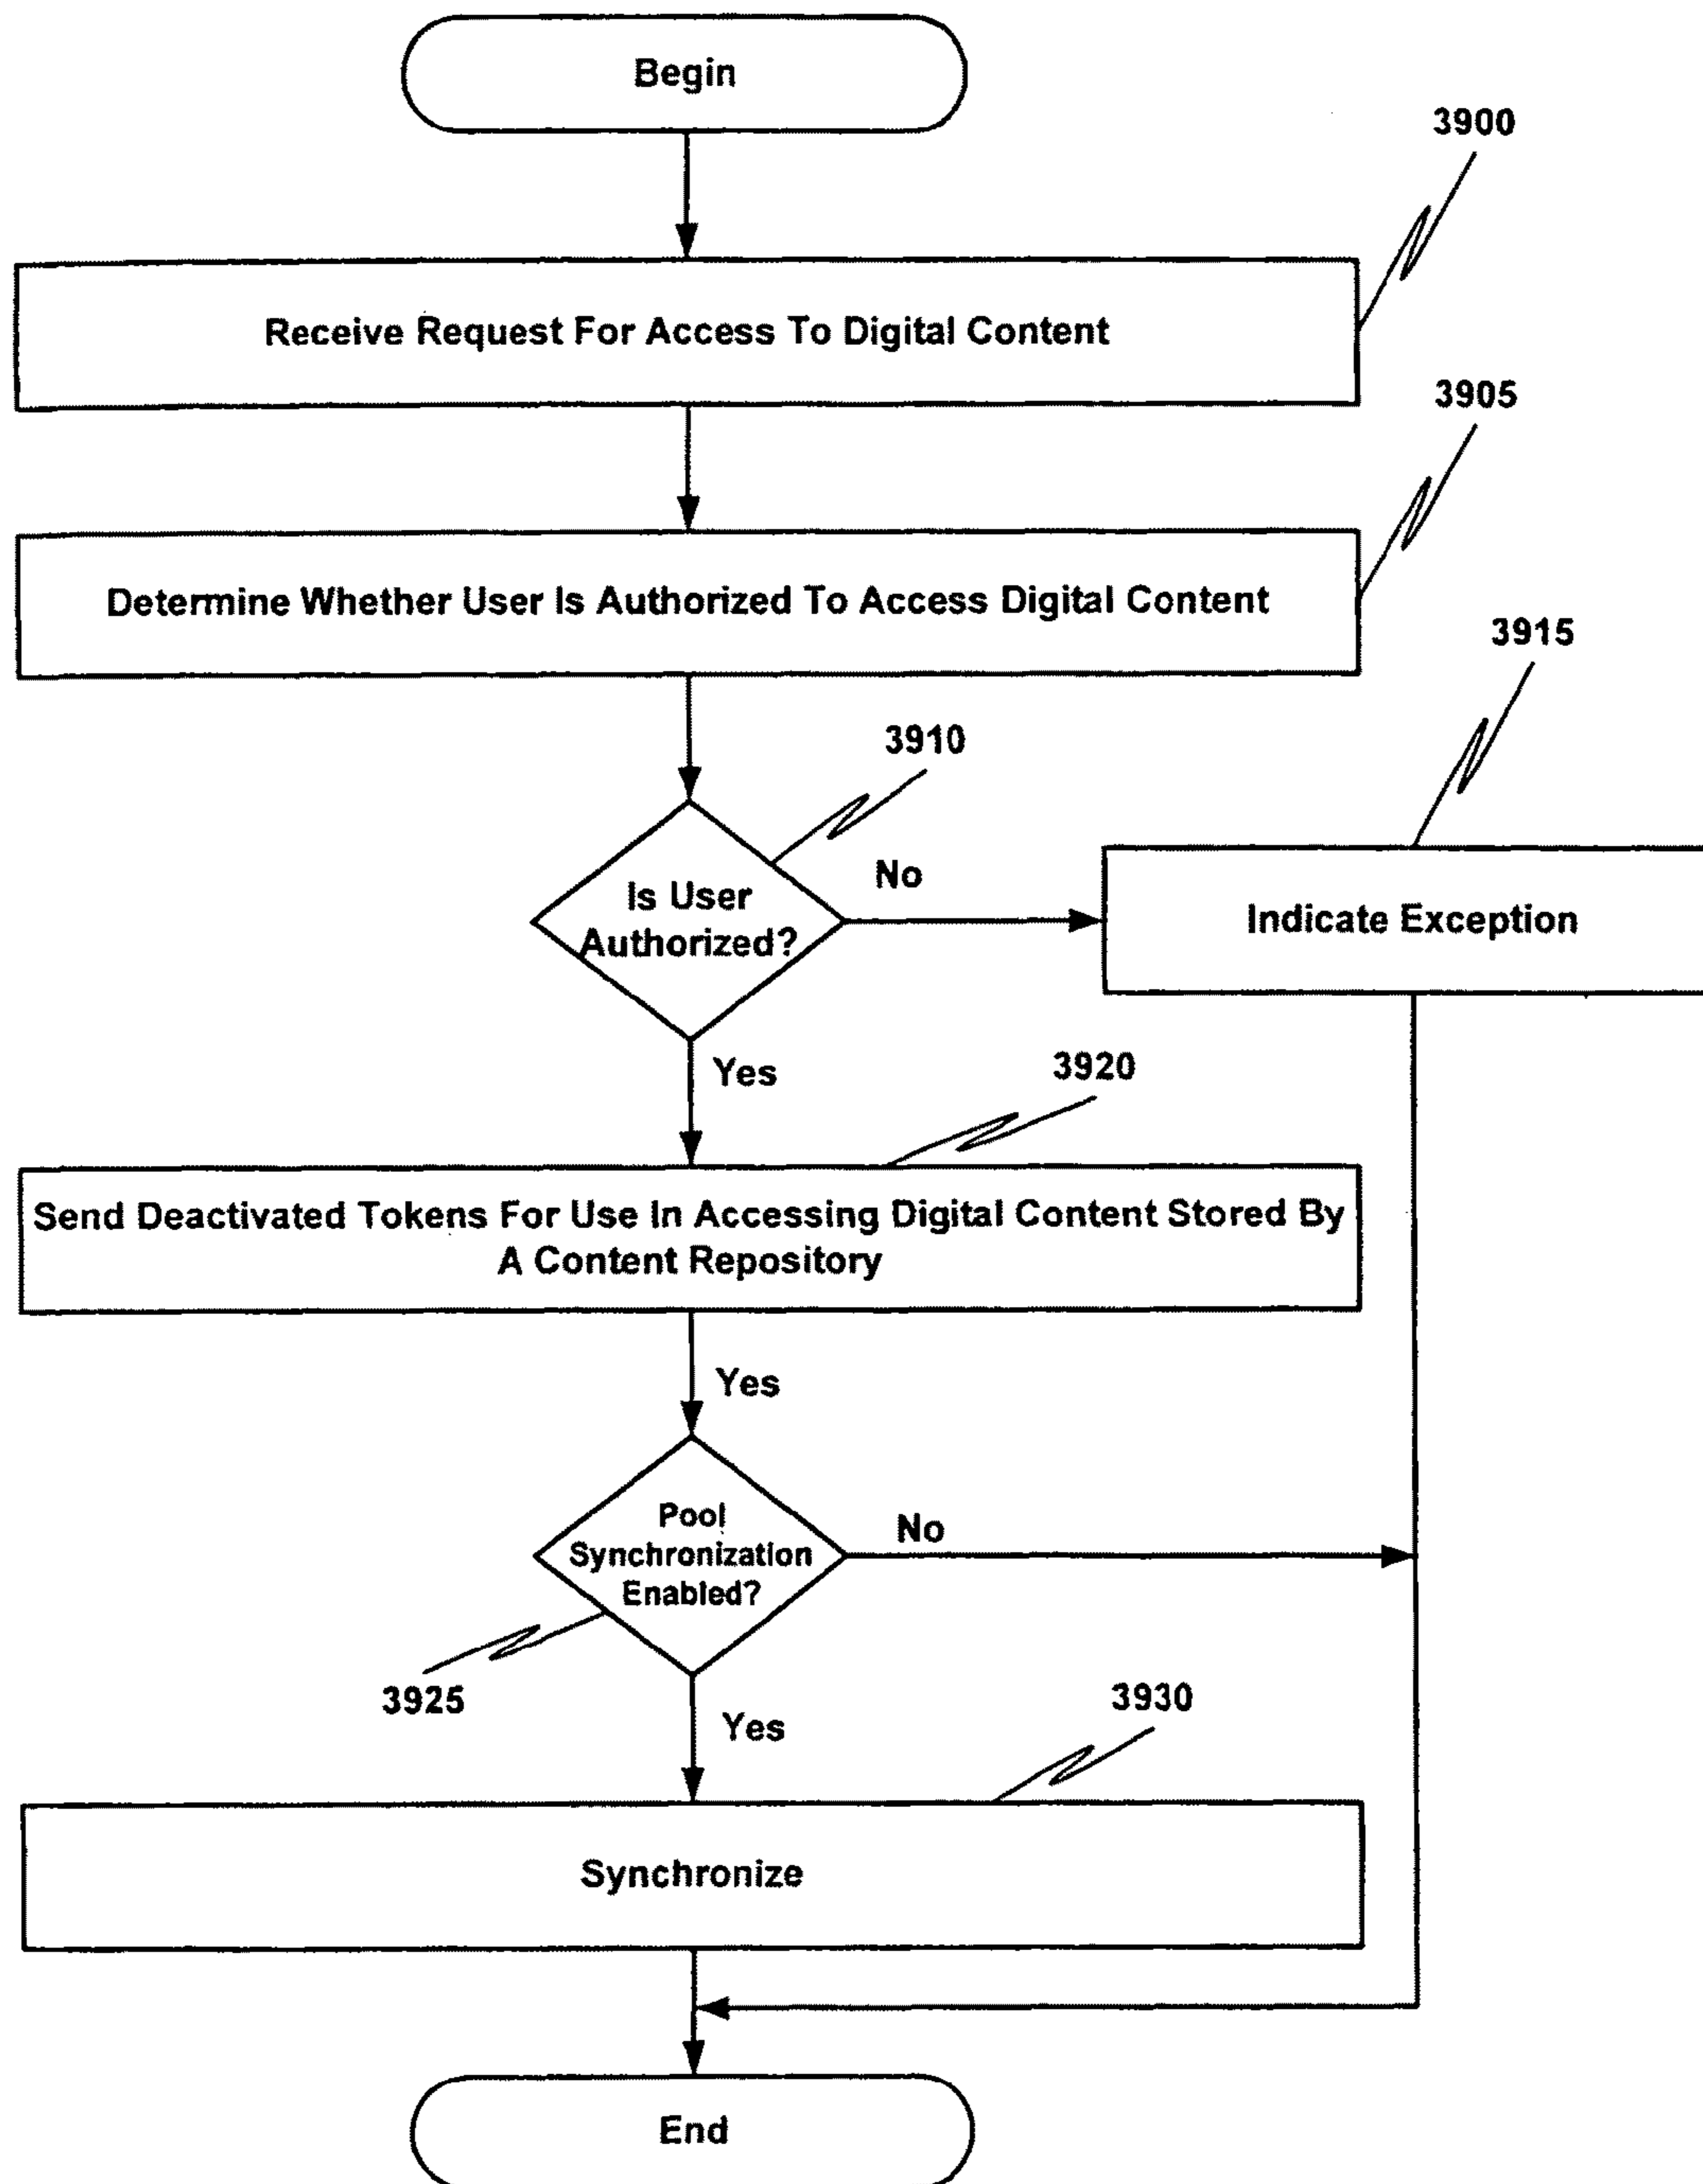 Begin
3900
Receive Request For Access To Digital Content
3905
Determine Whether User Is Authorized To Access Digital Content
3915
3910
No
Is User
Authorized?
Indicate Exception
Yes
3920
Send Deactivated Tokens For Use In Accessing Digital Content Stored By
A Content Repository
Yes
Pool
Synchronization
Enabled?
No
3925
3930
Yes
Synchronize
End